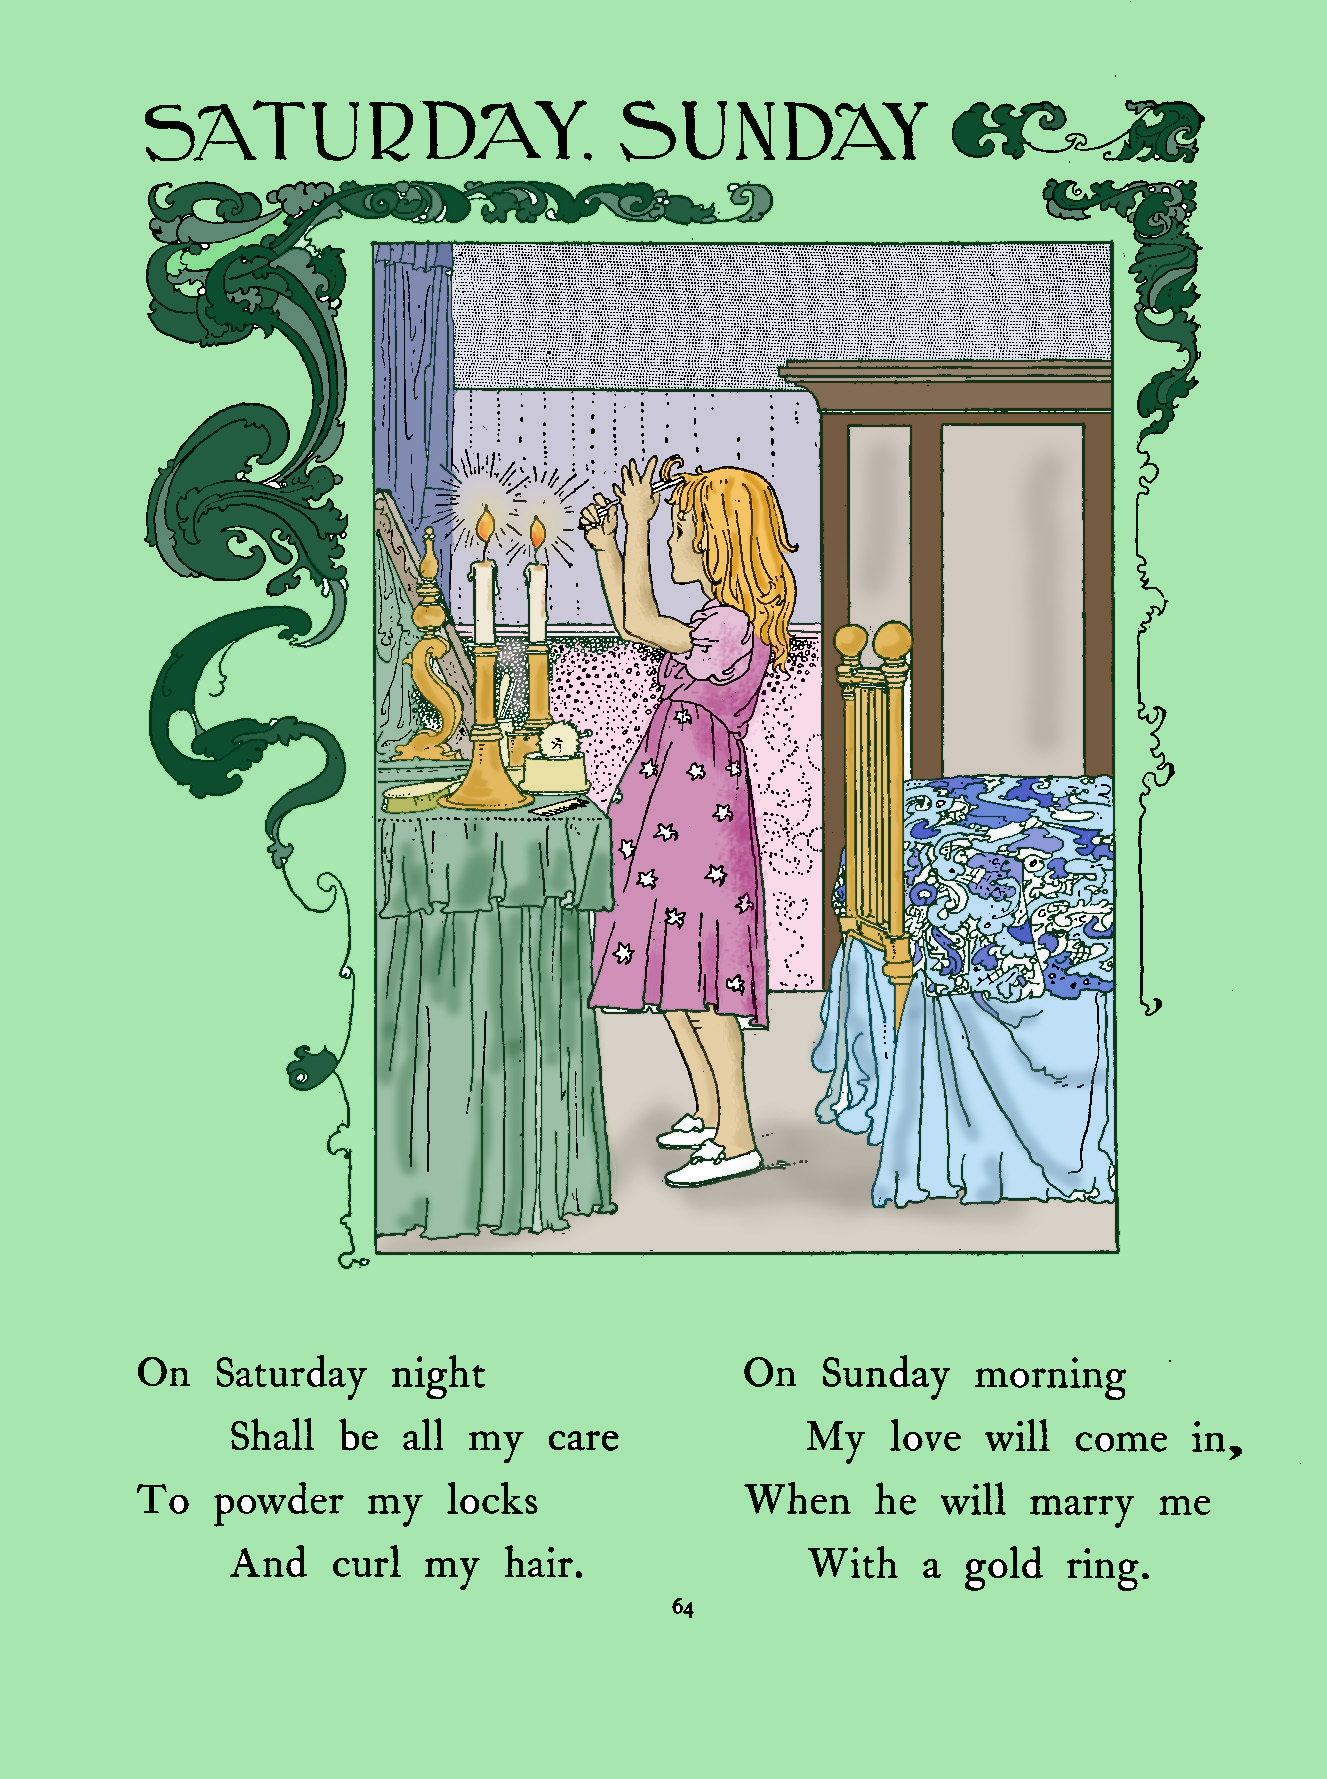 SATURDAY, SUNDAY
On Saturday night
Shall be all my care
To powder my locks
And curl my hair.
On Sunday morning
My love will come in,
When he will marry me
With a gold ring.
64